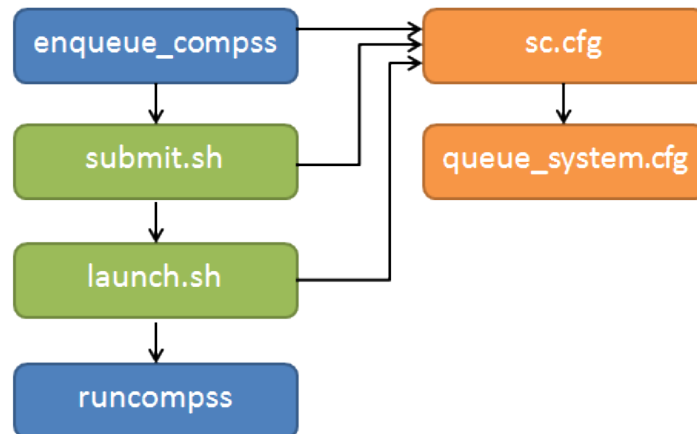 enqueue_compss
sc.cfg
submit.sh
queue_system.cfg
launch.sh
runcompss